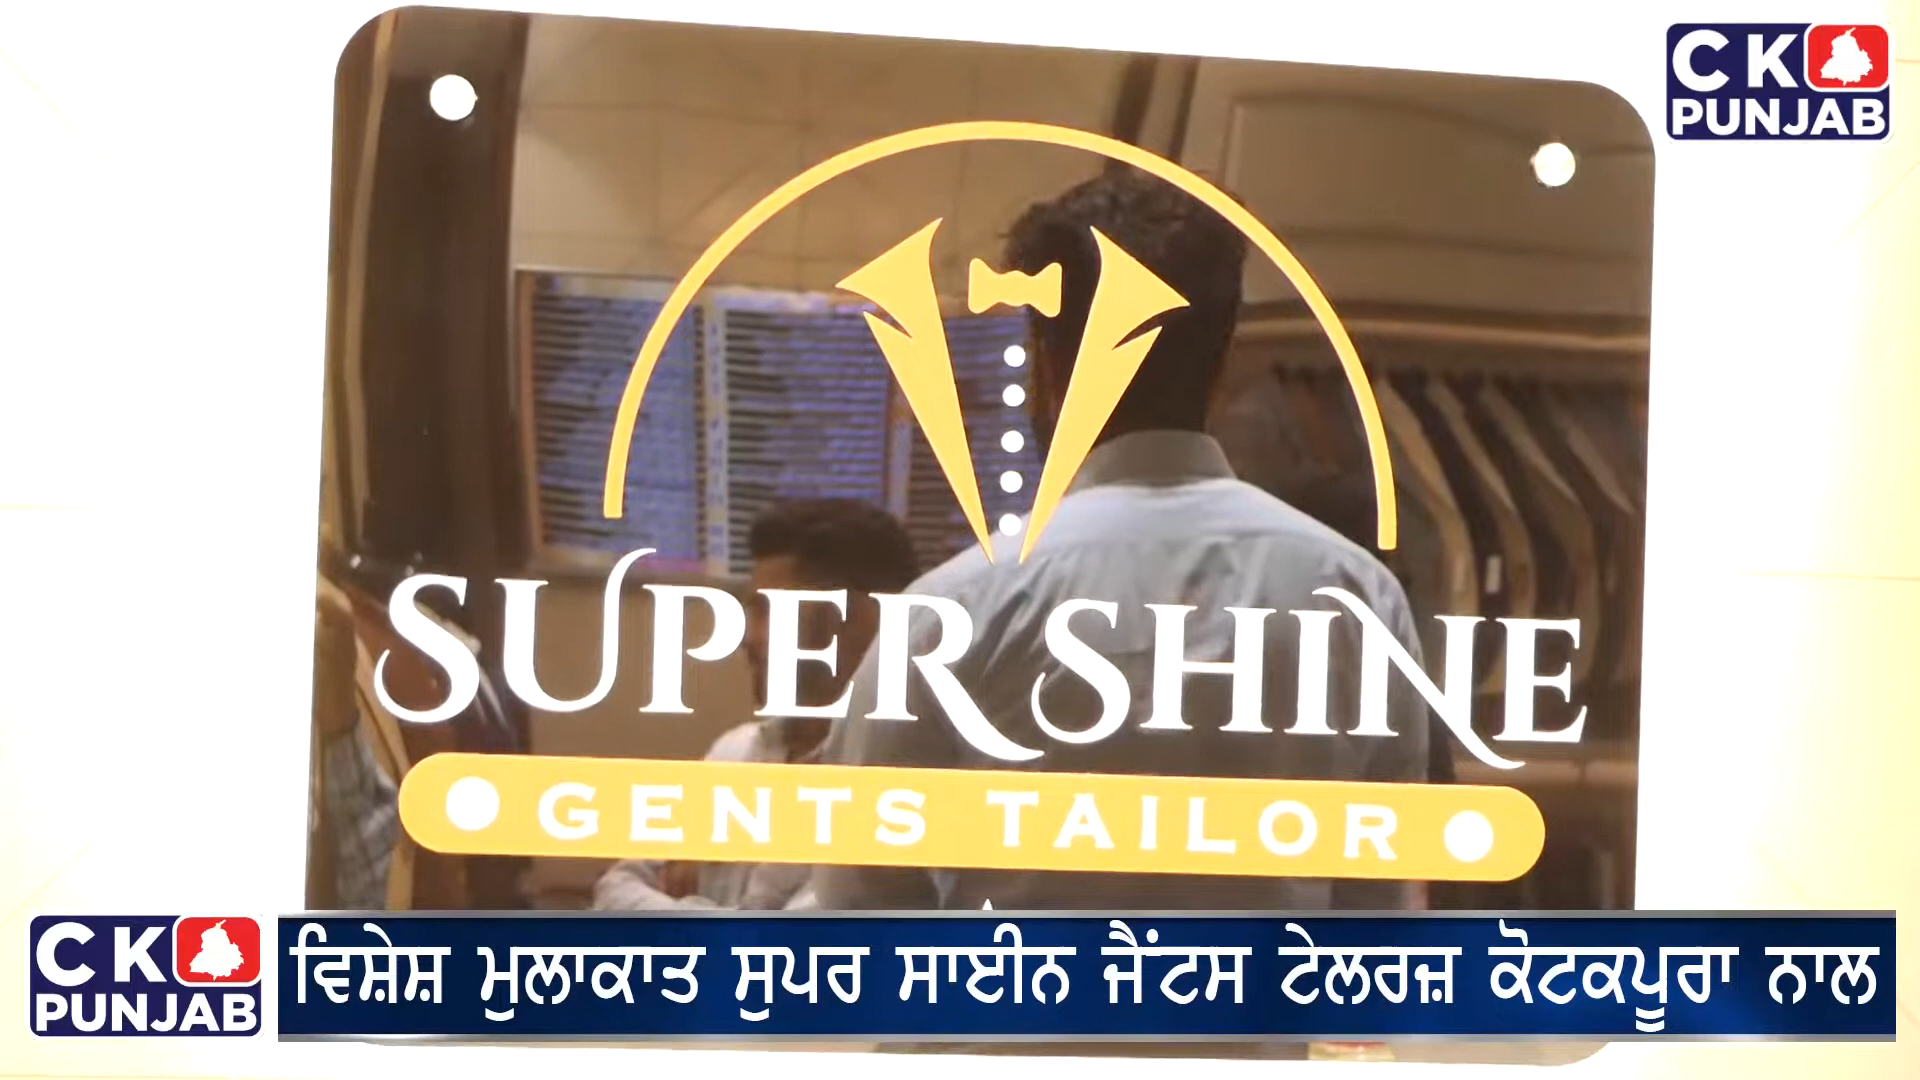 CK
PUNJAB
SUPER SHINE
GENTS TAILOR
CK
PUNJAB
ਵਿਸ਼ੇਸ਼ ਮੁਲਾਕਾਤ ਸੁਪਰ ਸਾਈਨ ਜੈਂਟਸ ਟੇਲਰਜ਼ ਕੋਟਕਪੂਰਾ ਨਾਲ